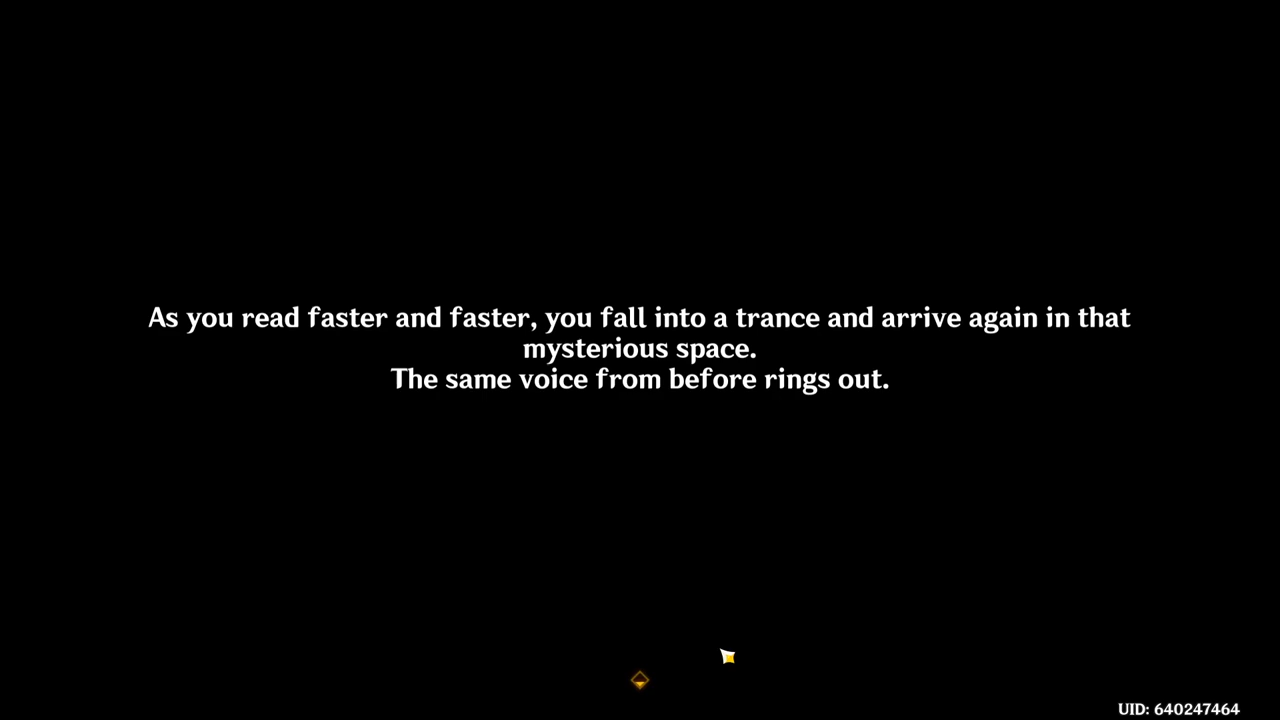 As you read faster and faster, you fall into a trance and arrive again in that
mysterious space.
The same voice from before rings out.
UID: 640247464